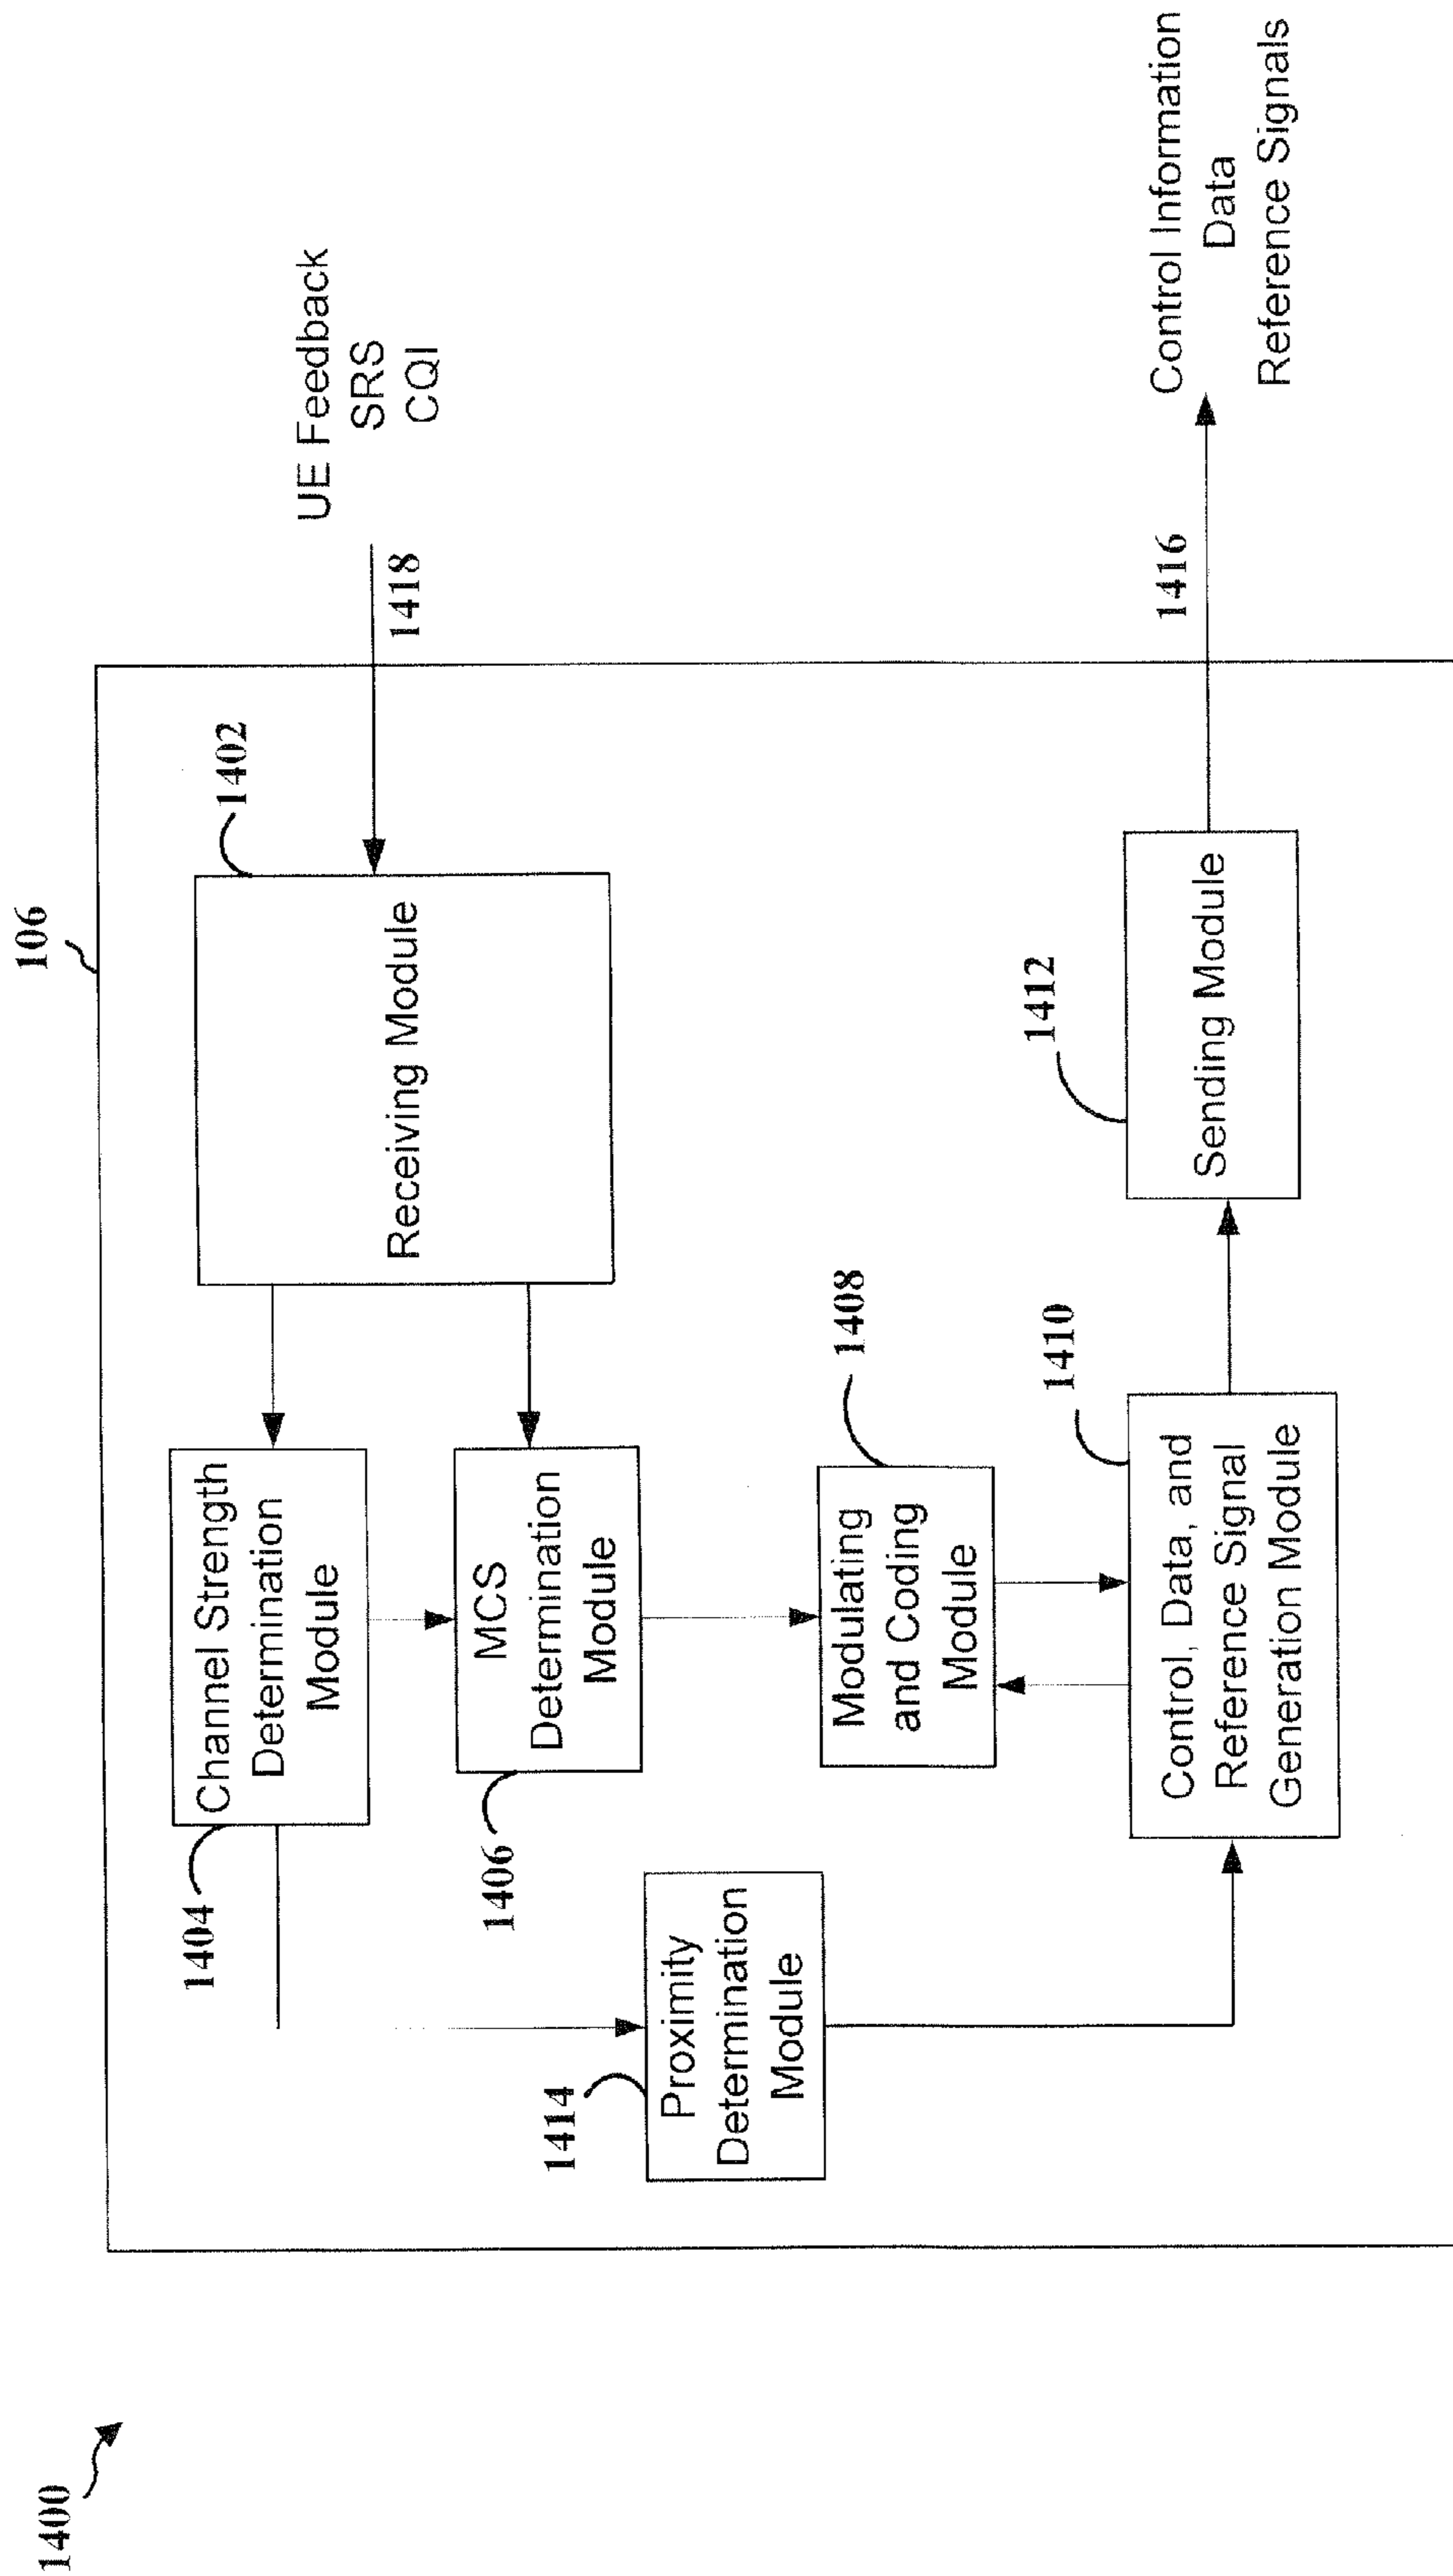 1400
106
1404
Channel Strength
Determination
Module
1402
Receiving Module
UE Feedback
SRS
CQI
1418
1406
MCS
Determination
Module
1414
Proximity
Determination
Module
1408
Modulating
and Coding
Module
1410
Control, Data, and
Reference Signal
Generation Module
1412
Sending Module
1416
Control Information
Data
Reference Signals